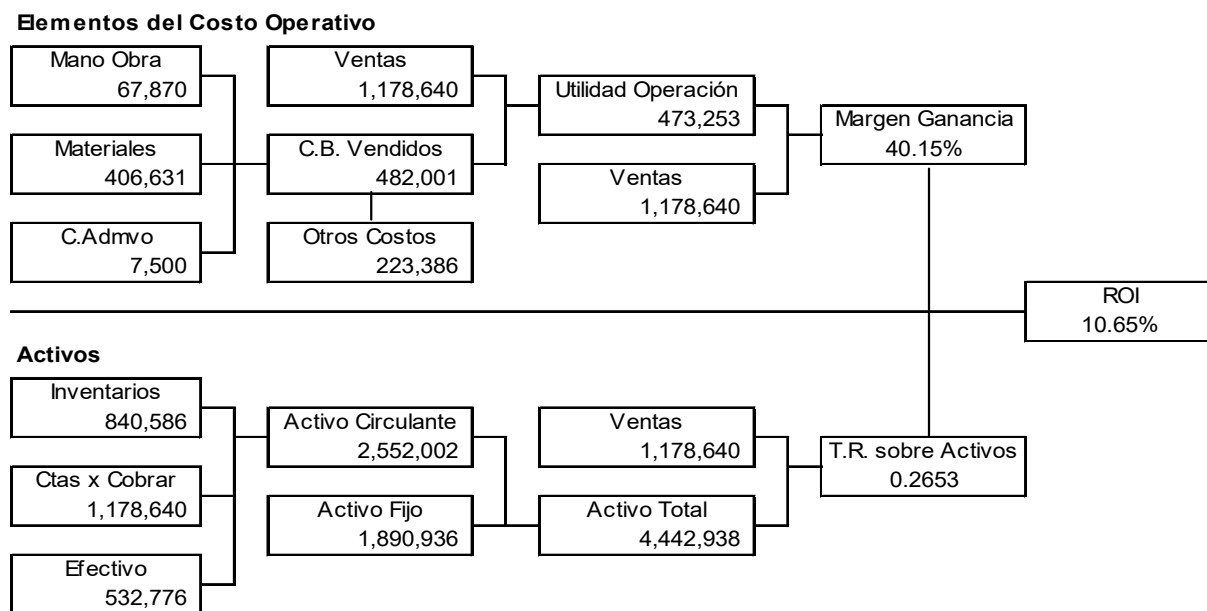 Elementos del Costo Operativo
Mano Obra
67,870
Ventas
1,178,640
Utilidad Operación
473,253
Margen Ganancia
40.15%
Materiales
406,631
C.B. Vendidos
482,001
Ventas
1,178,640
C.Admvo
7,500
Otros Costos
223,386
ROI
10.65%
Activos
Inventarios
840,586
Activo Circulante
2,552,002
Ventas
1,178,640
T.R. sobre Activos
0.2653
Ctas x Cobrar
1,178,640
Activo Fijo
1,890,936
Activo Total
4,442,938
Efectivo
532,776